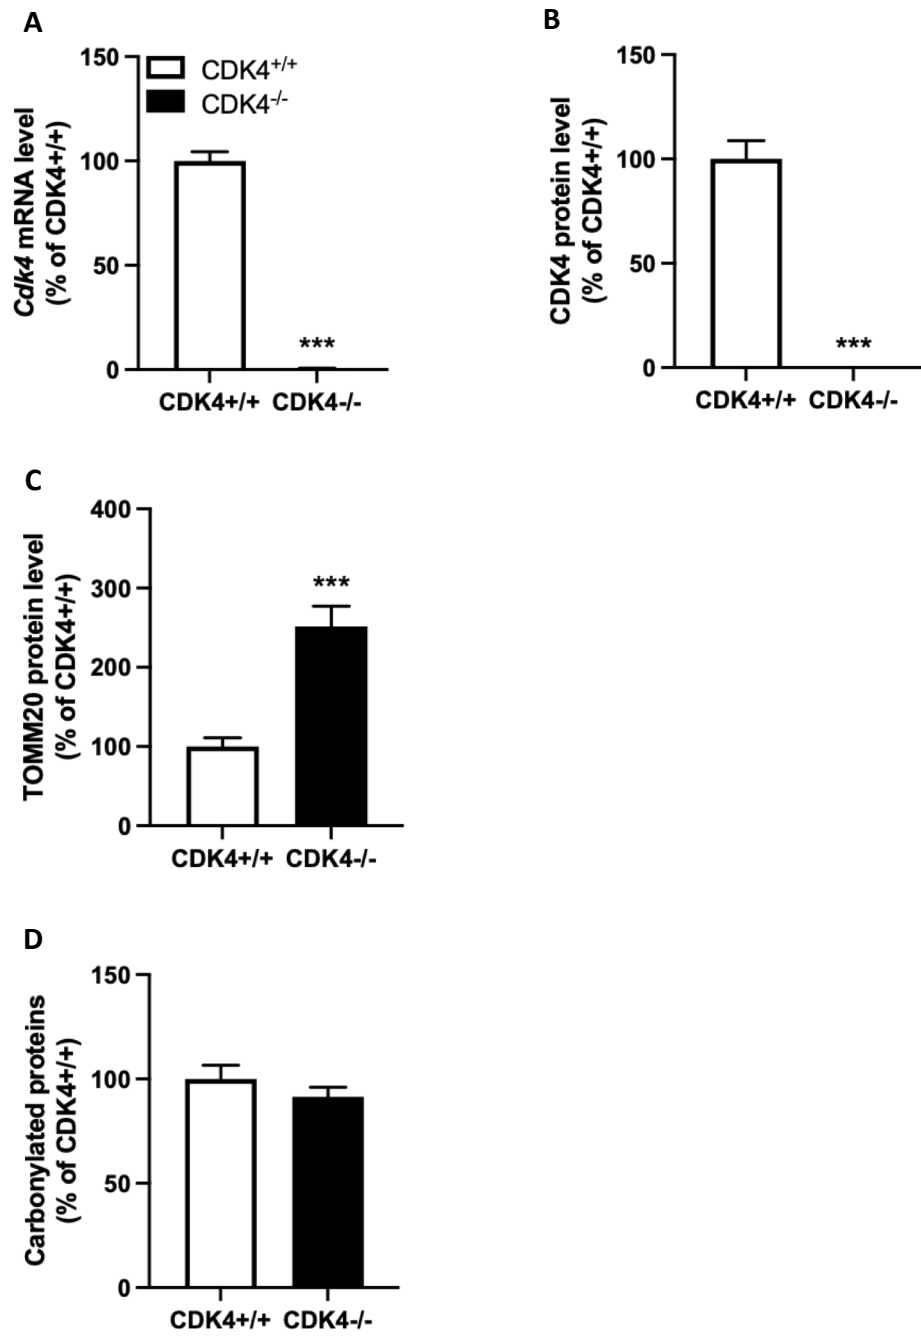 A
Cdk4 mRNA level
(% of CDK4+/+)
150
100
50
0
CDK4+/+
CDK4-/-
***
CDK4+/+ CDK4-/-
B
CDK4 protein level
(% of CDK4+/+)
150
100
50
0
***
CDK4+/+ CDK4-/-
C
TOMM20 protein level
(% of CDK4+/+)
400
300
200
100
0
***
CDK4+/+ CDK4-/-
D
Carbonylated proteins
(% of CDK4+/+)
150
100
50
0
CDK4+/+ CDK4-/-